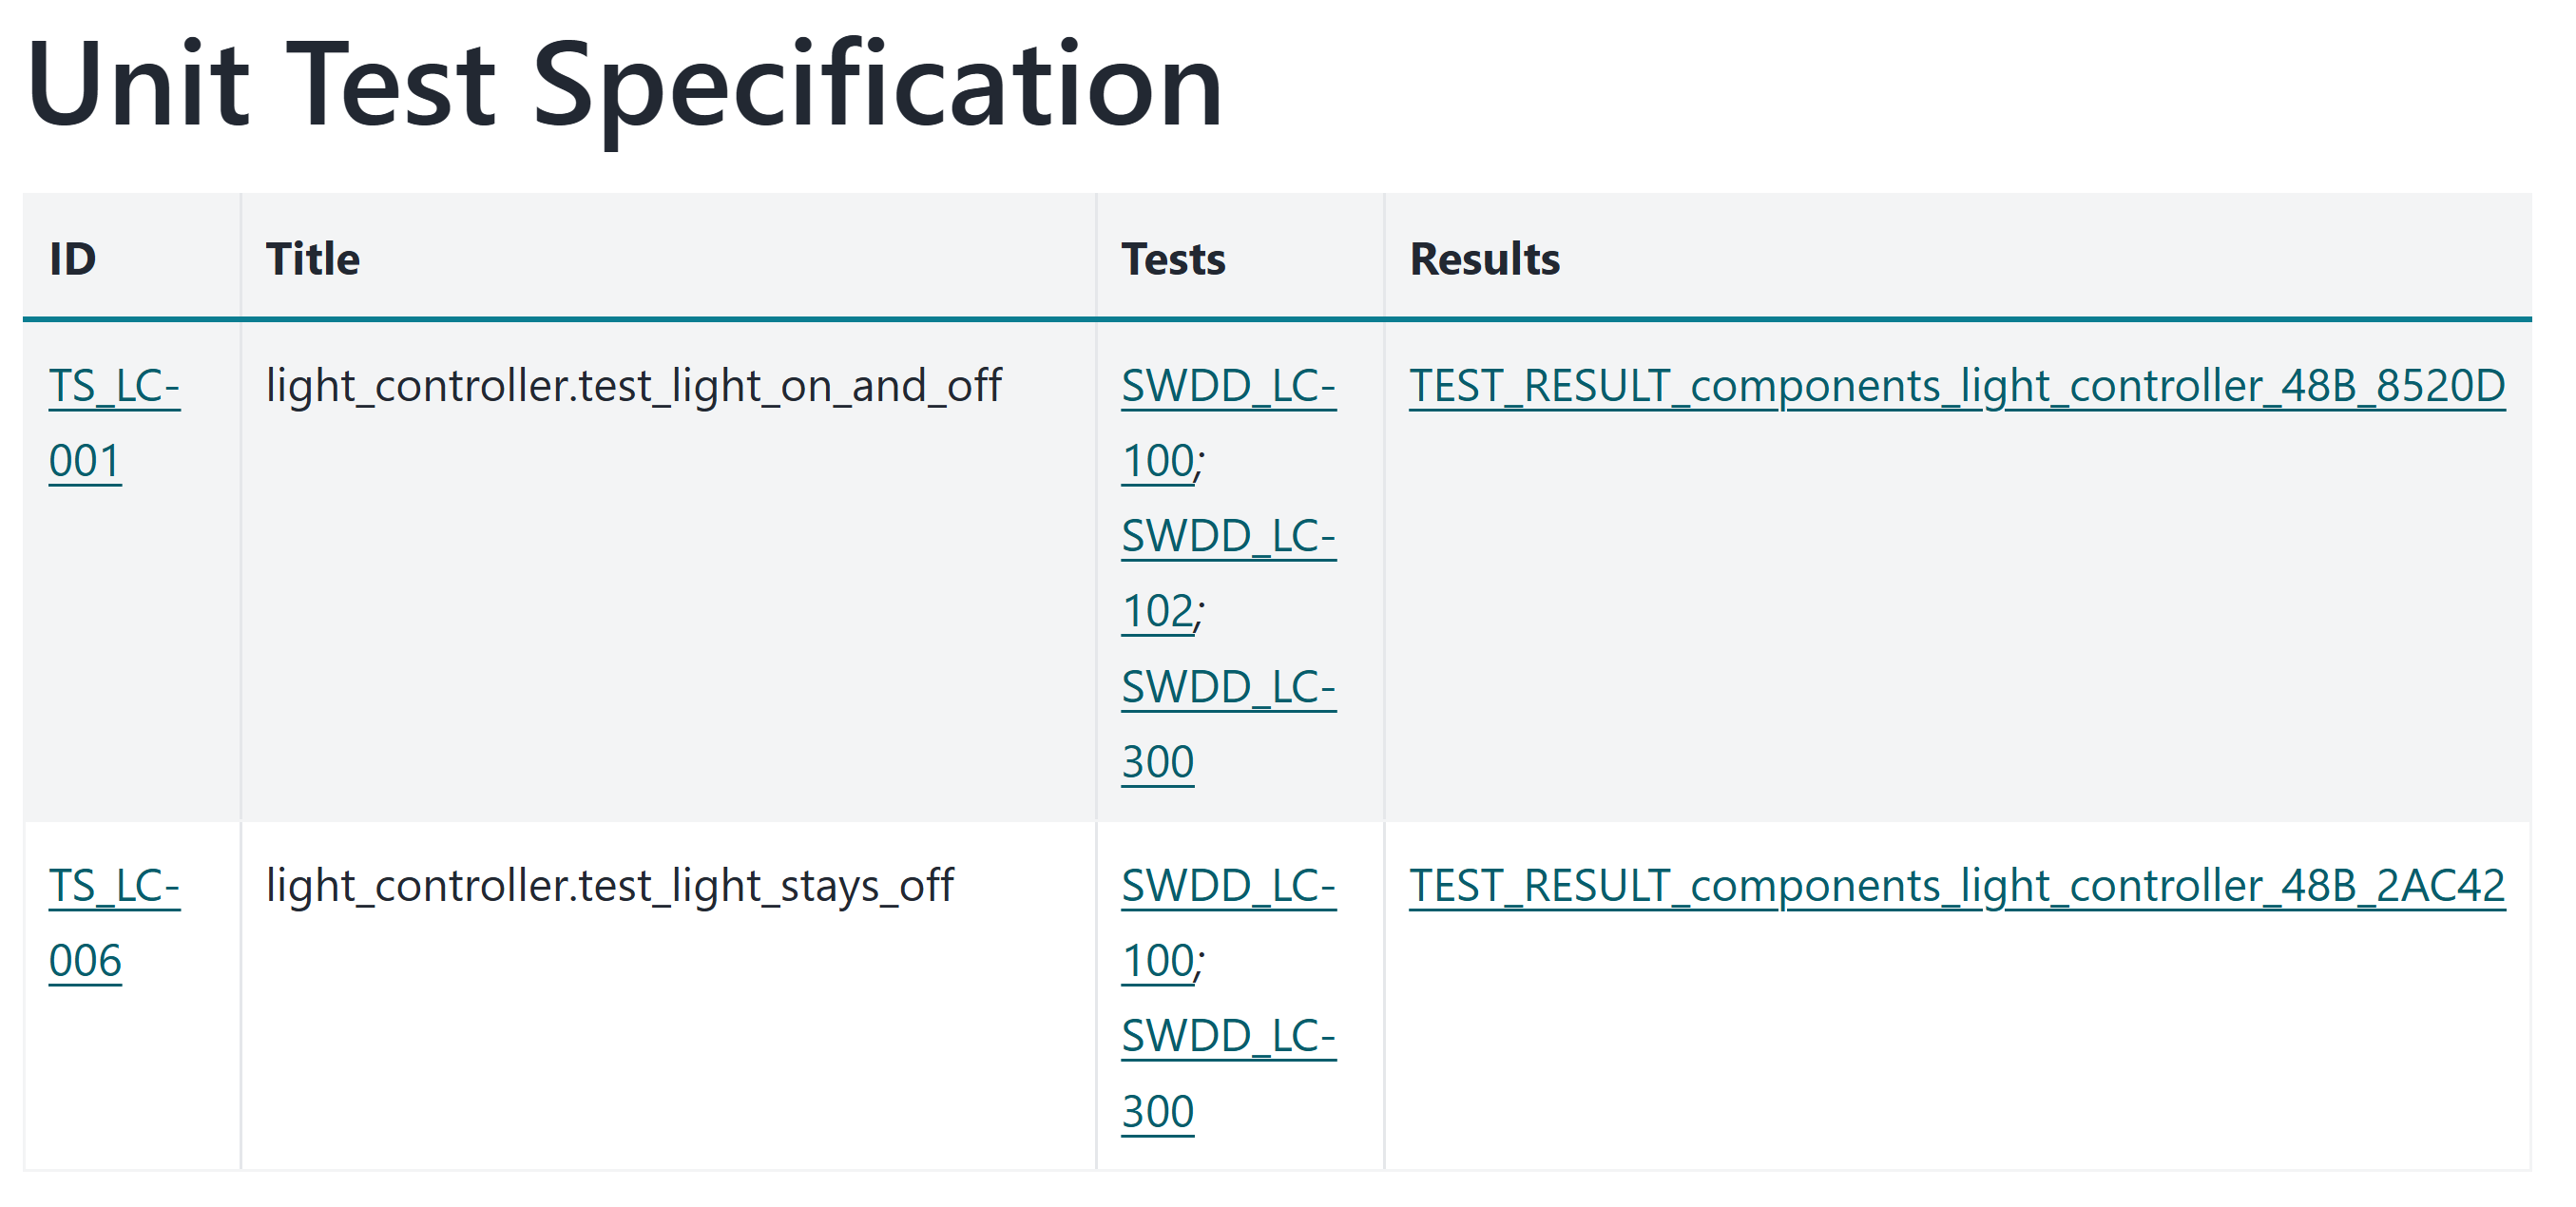 Unit Test Specification
ID Title Tests Results
TS_LC- light_controller.test_light_on_and_off SWDD_LC- TEST_RESULT_components_light_controller_48B_8520D
001 100;
SWDD_LC-
102;
SWDD_LC-
300
TS_LC- light_controller.test_light_stays_off SWDD_LC- TEST_RESULT_components_light_controller_48B_2AC42
006 100;
SWDD_LC-
300